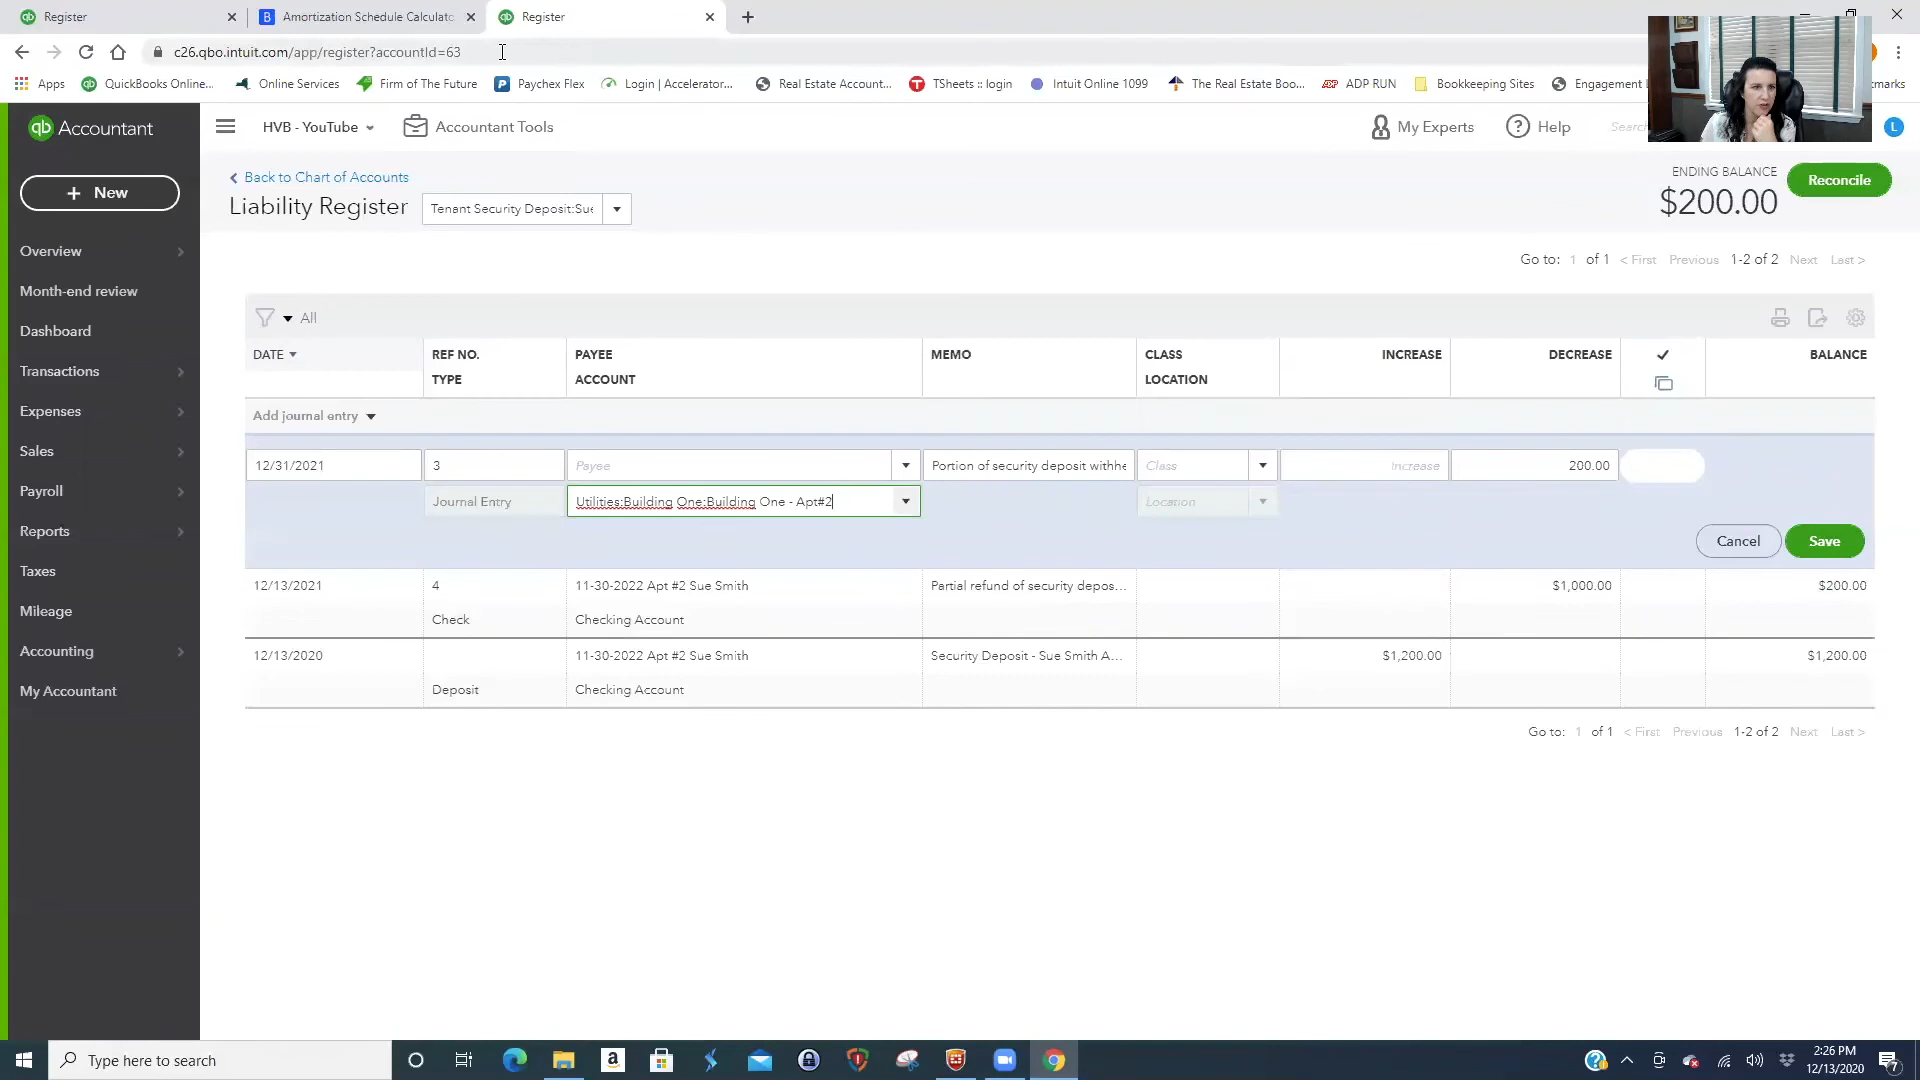 Register
Amortization Schedule Calculato
Register
c26.qbo.intuit.com/app/register?accountId=63
Apps QuickBooks Online... Online Services Firm of The Future Paychex Flex Login | Accelerator... Real Estate Account... TSheets :: login Intuit Online 1099 The Real Estate Boo... ADP RUN Bookkeeping Sites Engagement
qb Accountant
HVB - YouTube
Accountant Tools
My Experts
? Help
Search
L
+ New
Overview
Month-end review
Dashboard
Transactions
Expenses
Sales
Payroll
Reports
Taxes
Mileage
Accounting
My Accountant
< Back to Chart of Accounts
Liability Register
Tenant Security Deposit:Sue
ENDING BALANCE
$200.00
Reconcile
Go to: 1 of 1 < First Previous 1-2 of 2 Next Last >
All
DATE REF NO. PAYEE MEMO CLASS INCREASE DECREASE BALANCE
TYPE ACCOUNT LOCATION
Add journal entry
12/31/2021 3 Payee Portion of security deposit withhe Class Increase 200.00
Journal Entry Utilities:Building One:Building One - Apt#2 Location
Cancel Save
12/13/2021 4 11-30-2022 Apt #2 Sue Smith Partial refund of security depos... $1,000.00 $200.00
Check Checking Account
12/13/2020 11-30-2022 Apt #2 Sue Smith Security Deposit - Sue Smith A... $1,200.00 $1,200.00
Deposit Checking Account
Go to: 1 of 1 < First Previous 1-2 of 2 Next Last >
Type here to search
2:26 PM
12/13/2020
7